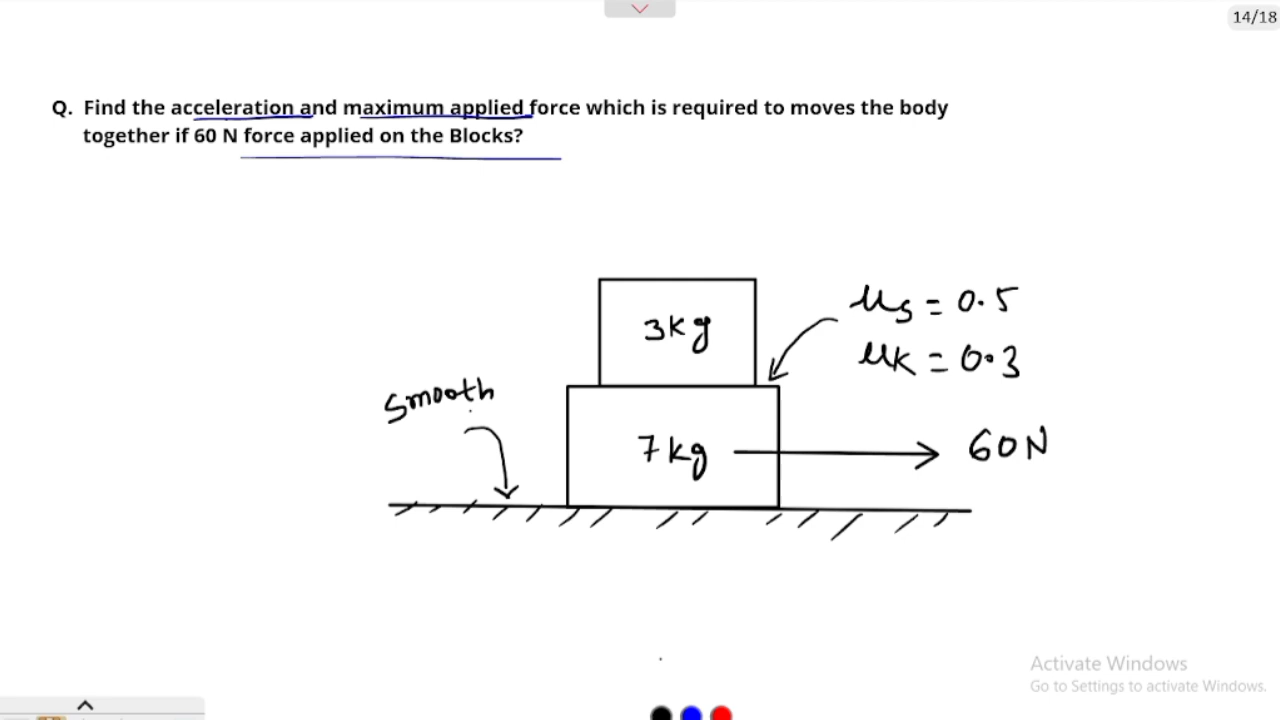 14/18
Q. Find the acceleration and maximum applied force which is required to moves the body
together if 60 N force applied on the Blocks?
3kg
μs = 0.5
μk = 0.3
Smooth
7kg
60N
Activate Windows
Go to Settings to activate Windows.